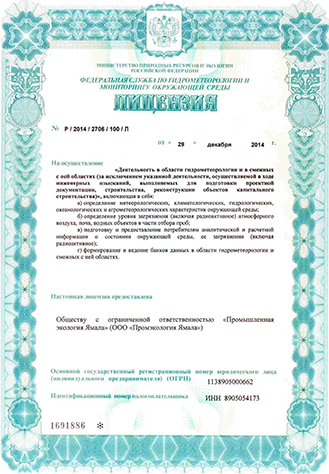 МИНИСТЕРСТВО ПРИРОДНЫХ РЕСУРСОВ И ЭКОЛОГИИ
РОССИЙСКОЙ ФЕДЕРАЦИИ
ФЕДЕРАЛЬНАЯ СЛУЖБА ПО ГИДРОМЕТЕОРОЛОГИИ И
МОНИТОРИНГУ ОКРУЖАЮЩЕЙ СРЕДЫ
ЛИЦЕНЗИЯ
№ Р / 2014 / 2706 / 100 / Л
от « 29 » декабря 2014 г.
На осуществление
«Деятельность в области гидрометеорологии и в смежных
с ней областях (за исключением указанной деятельности, осуществляемой в ходе
инженерных изысканий, выполняемых для подготовки проектной
документации, строительства, реконструкции объектов капитального
строительства)», включающая в себя:
а) определение метеорологических, климатологических, гидрологических,
океанологических и агрометеорологических характеристик окружающей среды;
б) определение уровня загрязнения (включая радиоактивное) атмосферного
воздуха, почв, водных объектов в части отбора проб;
в) подготовку и предоставление потребителям аналитической и расчетной
информации о состоянии окружающей среды, ее загрязнении (включая
радиоактивное);
г) формирование и ведение банков данных в области гидрометеорологии и
смежных с ней областях.
Настоящая лицензия предоставлена
Обществу с ограниченной ответственностью «Промышленная
экология Ямала» (ООО «Промэкология Ямала»)
Основной государственный регистрационный номер юридического лица
(индивидуального предпринимателя) (ОГРН) 1138905000662
Идентификационный номер налогоплательщика ИНН 8905054173
1691886 *